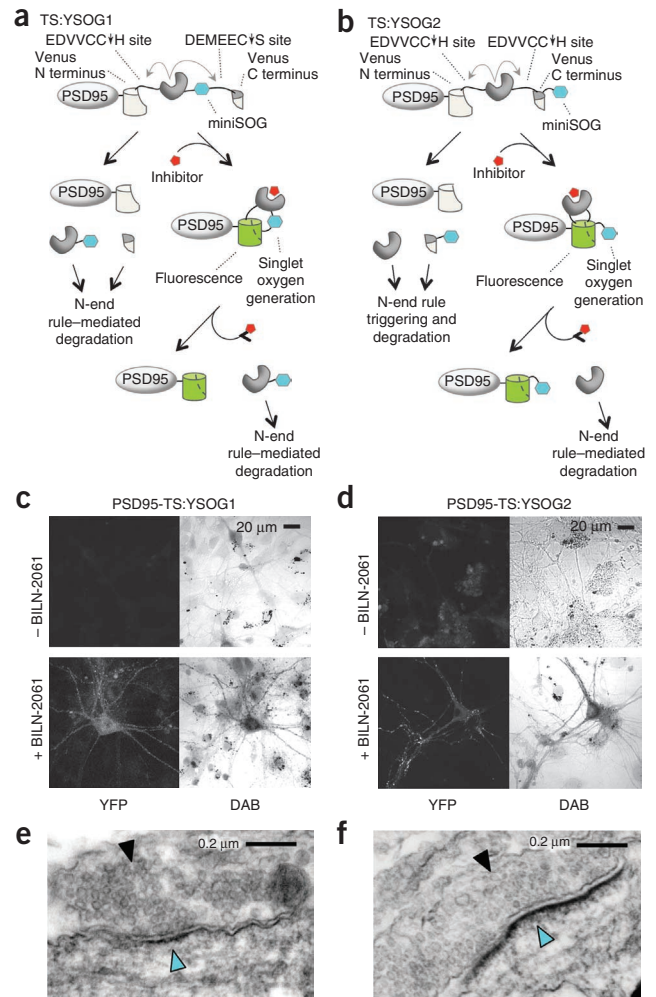 a
TS:YSOG1
EDVVCC H site
DEMEEC S site
Venus
N terminus
Venus
C terminus
PSD95
miniSOG
Inhibitor
PSD95
PSD95
Fluorescence
Singlet
oxygen
generation
N-end
rule–mediated
degradation
PSD95
N-end
rule–mediated
degradation
b
TS:YSOG2
EDVVCC H site
EDVVCC H site
Venus
N terminus
Venus
C terminus
PSD95
miniSOG
Inhibitor
PSD95
PSD95
Fluorescence
Singlet
oxygen
generation
N-end rule
triggering and
degradation
PSD95
N-end
rule–mediated
degradation
c
PSD95-TS:YSOG1
20 μm
– BILN-2061
+ BILN-2061
YFP
DAB
d
PSD95-TS:YSOG2
20 μm
– BILN-2061
+ BILN-2061
YFP
DAB
e
0.2 μm
f
0.2 μm